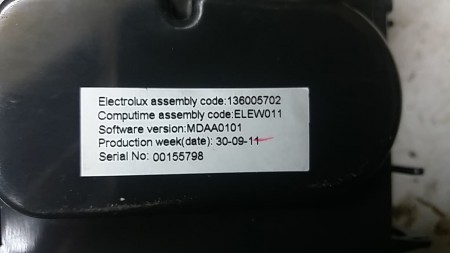 Electrolux assembly code:136005702
Computime assembly code:ELEW011
Software version:MDAA0101
Production week(date): 30-09-11
Serial No: 00155798